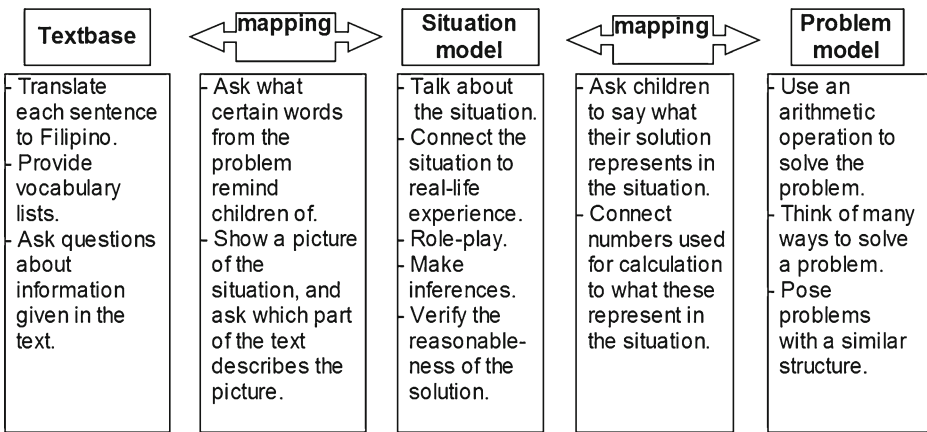 Textbase
mapping
Situation
model
mapping
Problem
model
- Translate
each sentence
to Filipino.
- Provide
vocabulary
lists.
- Ask questions
about
information
given in the
text.
- Ask what
certain words
from the
problem
remind
children of.
- Show a picture
of the
situation, and
ask which part
of the text
describes the
picture.
- Talk about
the situation.
- Connect the
situation to
real-life
experience.
- Role-play.
- Make
inferences.
- Verify the
reasonable-
ness of the
solution.
- Ask children
to say what
their solution
represents in
the situation.
- Connect
numbers used
for calculation
to what these
represent in
the situation.
- Use an
arithmetic
operation to
solve the
problem.
- Think of many
ways to solve
a problem.
- Pose
problems
with a similar
structure.